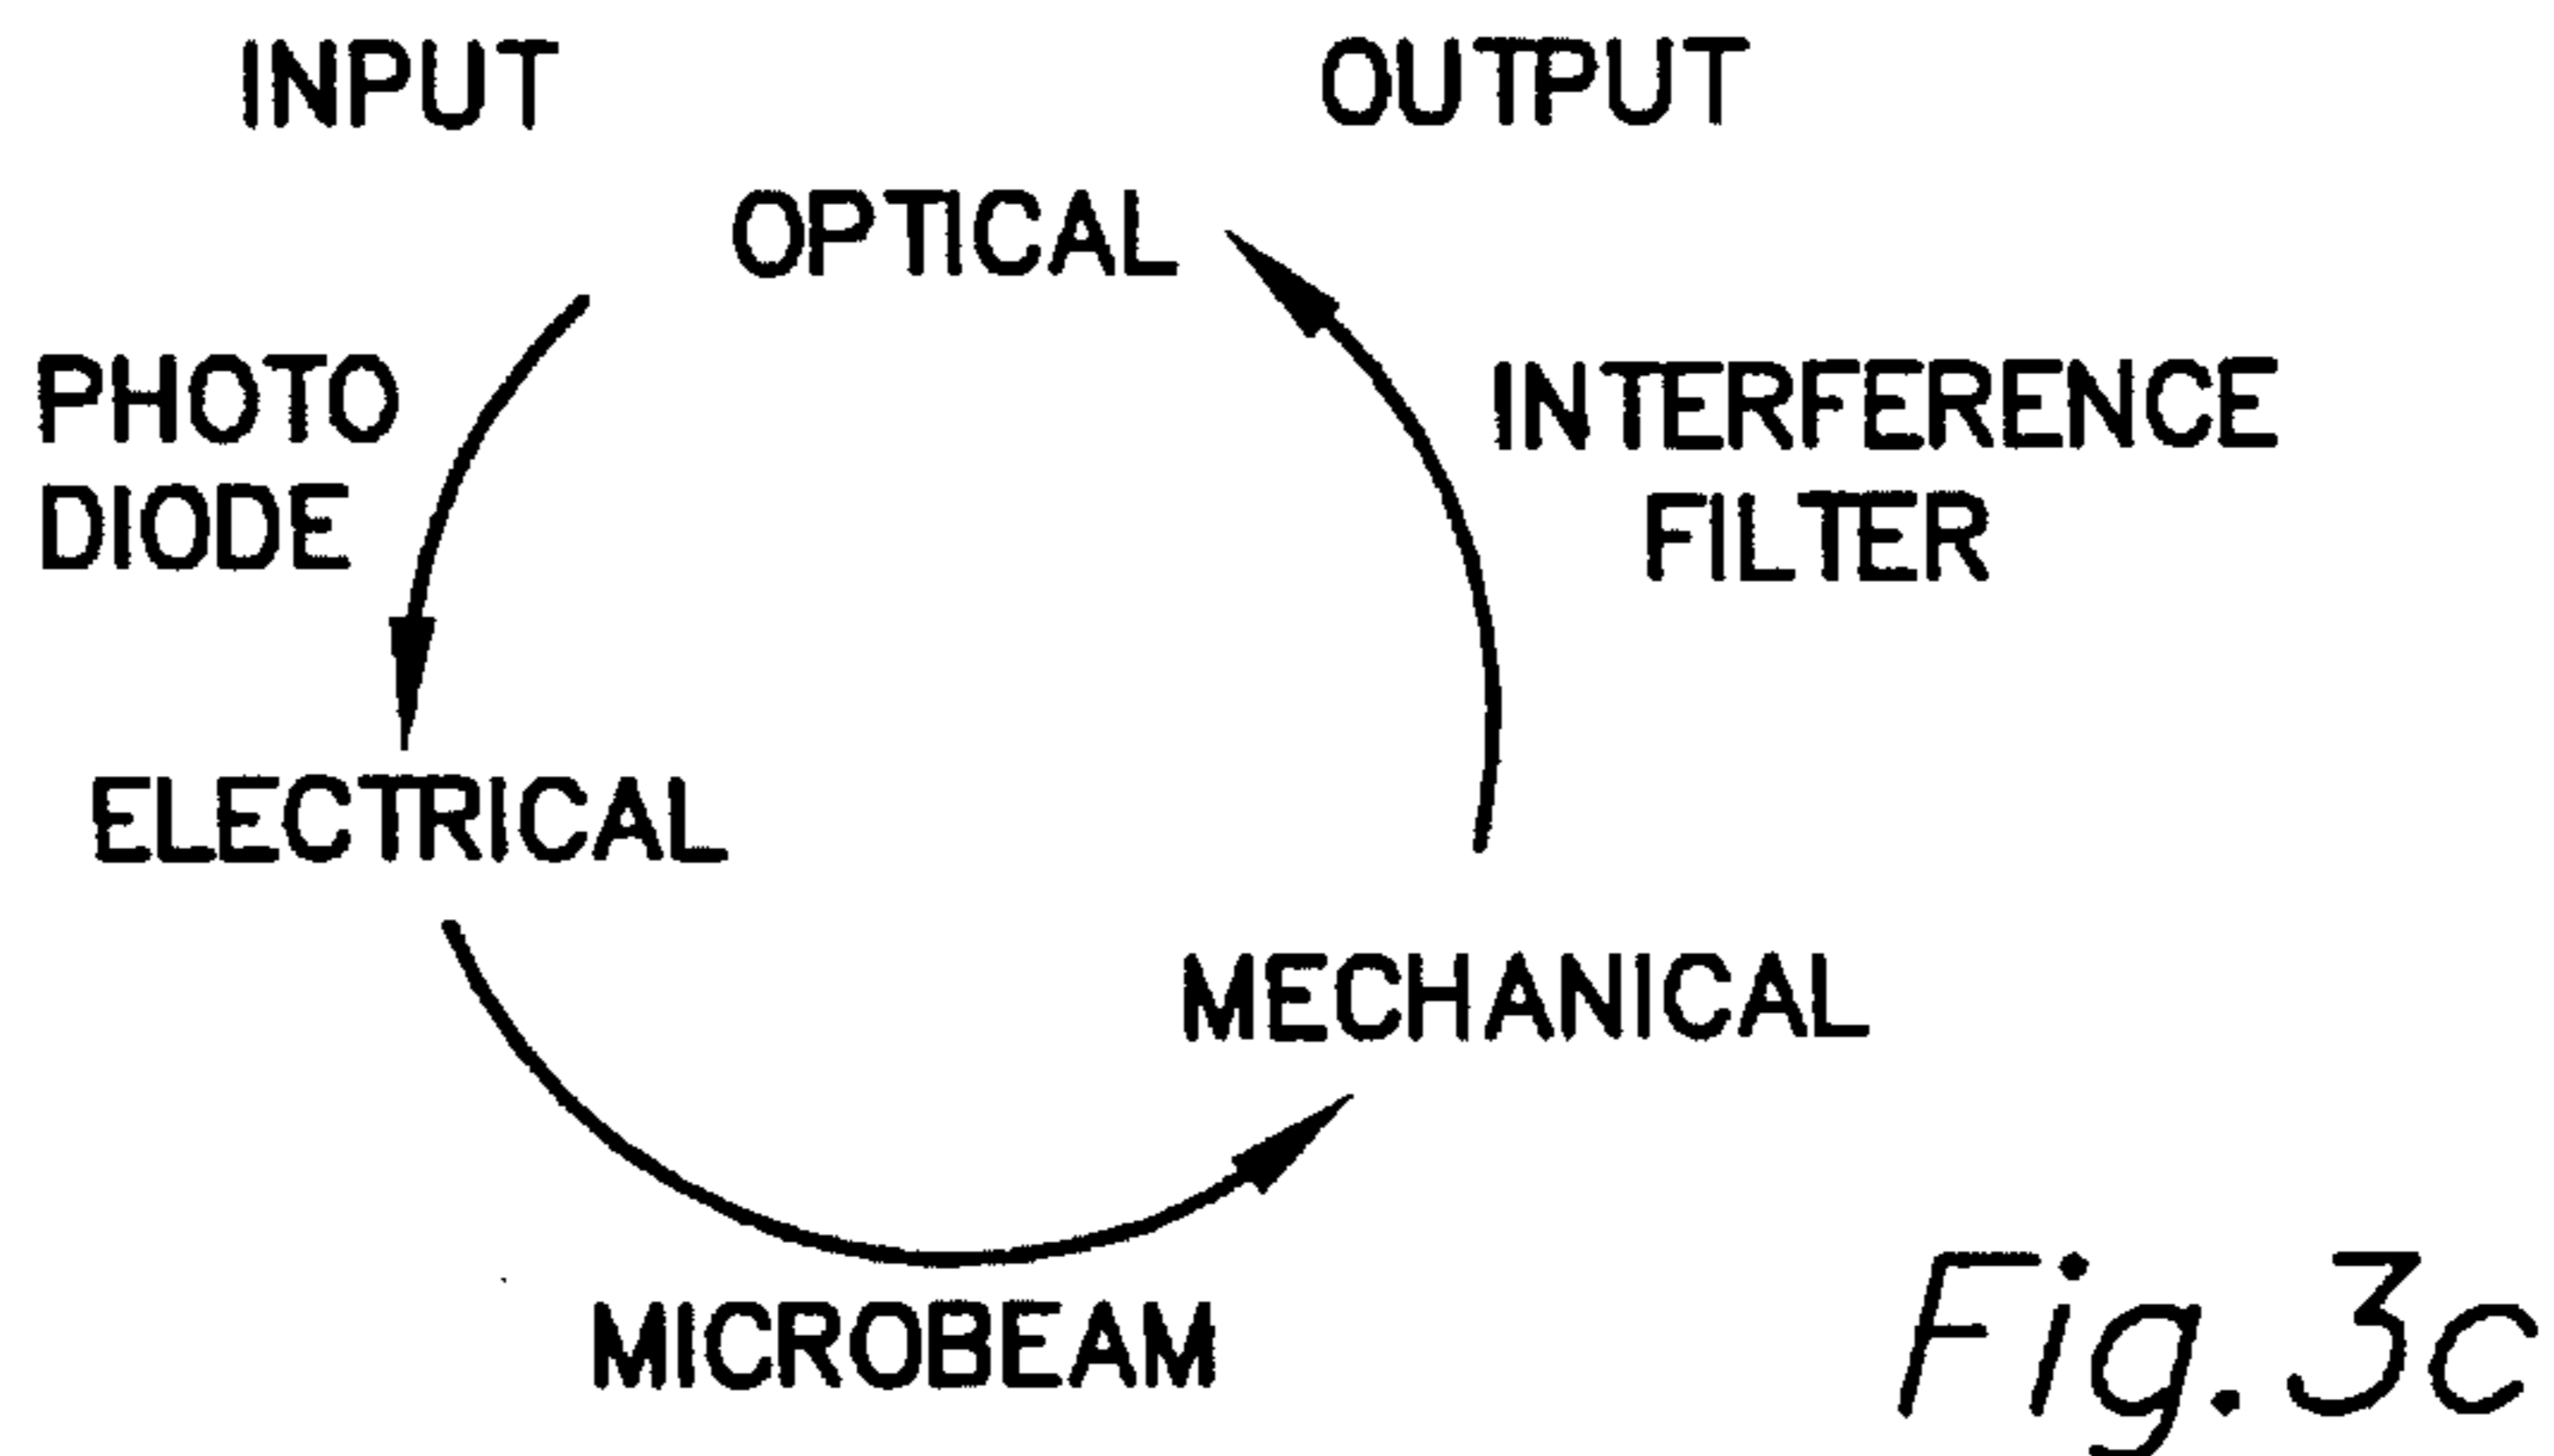 INPUT OUTPUT
OPTICAL
PHOTO
DIODE
INTERFERENCE
FILTER
ELECTRICAL
MECHANICAL
MICROBEAM
Fig. 3c